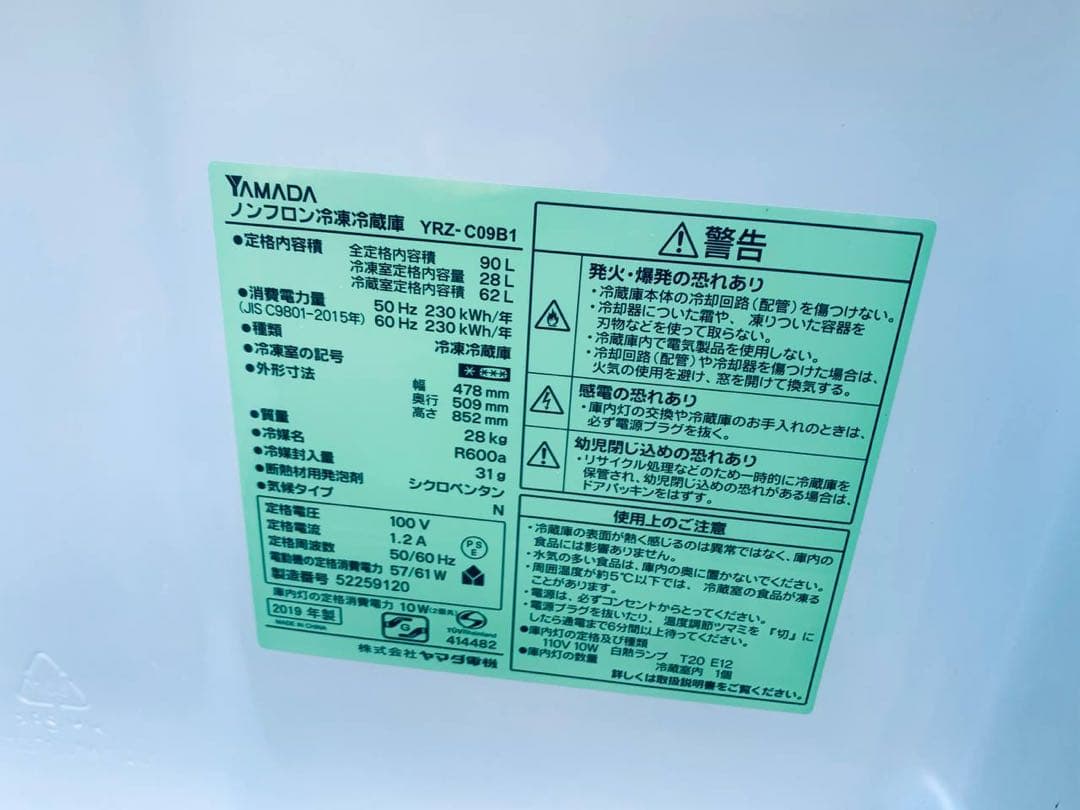 YAMADA
ノンフロン冷凍冷蔵庫 YRZ-C09B1
●定格内容積 全定格内容積 90 L
冷凍室定格内容量 28 L
冷蔵室定格内容積 62 L
●消費電力量 50 Hz 230 kWh/年
(JIS C9801-2015年) 60 Hz 230 kWh/年
●種類 冷凍冷蔵庫
●冷凍室の記号
●外形寸法 幅 478 mm
奥行 509 mm
高さ 852 mm
●質量 28 kg
●冷媒名 R600a
●冷媒封入量 31 g
●断熱材用発泡剤 シクロペンタン
●気候タイプ N
定格電圧 100 V
定格電流 1.2 A
定格周波数 50/60 Hz
電動機の定格消費電力 57/61 W
製造番号 52259120
PS
E
庫内灯の定格消費電力 10W
2019 年製
MADE IN CHINA
G
TÜVRheinland
414482
株式会社ヤマダ電機
警告
発火・爆発の恐れあり
・冷蔵庫本体の冷却回路(配管)を傷つけない。
・冷却器についた霜や、凍りついた容器を
刃物などを使って取らない。
・冷蔵庫内で電気製品を使用しない。
・冷却回路(配管)や冷却器を傷つけた場合は、
火気の使用を避け、窓を開けて換気する。
感電の恐れあり
・庫内灯の交換や冷蔵庫のお手入れのときは、
必ず電源プラグを抜く。
幼児閉じ込めの恐れあり
・リサイクル処理などのため一時的に冷蔵庫を
保管され、幼児閉じ込めの恐れがある場合は、
ドアパッキンをはずす。
使用上のご注意
・冷蔵庫の表面が熱く感じるのは異常ではなく、庫内の
食品には影響ありません。
・水気の多い食品は、庫内の奥に置かないでください。
・周囲温度が約5℃以下では、冷蔵室の食品が凍る
ことがあります。
・電源は、必ずコンセントからとってください。
・電源プラグを抜いたり、温度調節ツマミを『切』に
したら通電まで6分間以上待ってください。
●庫内灯の定格及び種類
110V 10W 白熱ランプ T20 E12
●庫内灯の数量 冷蔵室内 1個
詳しくは取扱説明書をご覧ください。